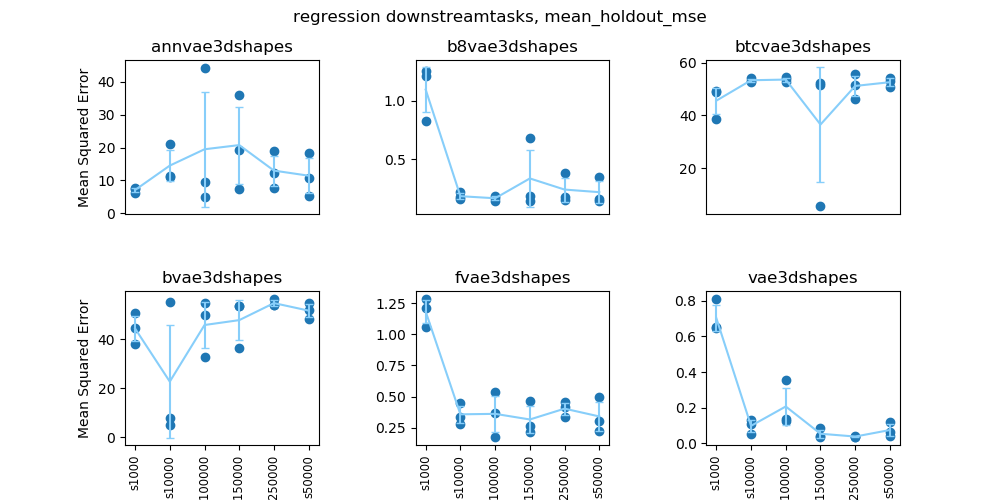 regression downstreamtasks, mean_holdout_mse
annvae3dshapes b8vae3dshapes btcvae3dshapes
Mean Squared Error
40
30
20
10
0
1.0
0.5
60
40
20
bvae3dshapes fvae3dshapes vae3dshapes
Mean Squared Error
40
20
0
1.25
1.00
0.75
0.50
0.25
0.8
0.6
0.4
0.2
0.0
s1000 s10000 100000 150000 250000 s50000
s1000 s10000 100000 150000 250000 s50000
s1000 s10000 100000 150000 250000 s50000